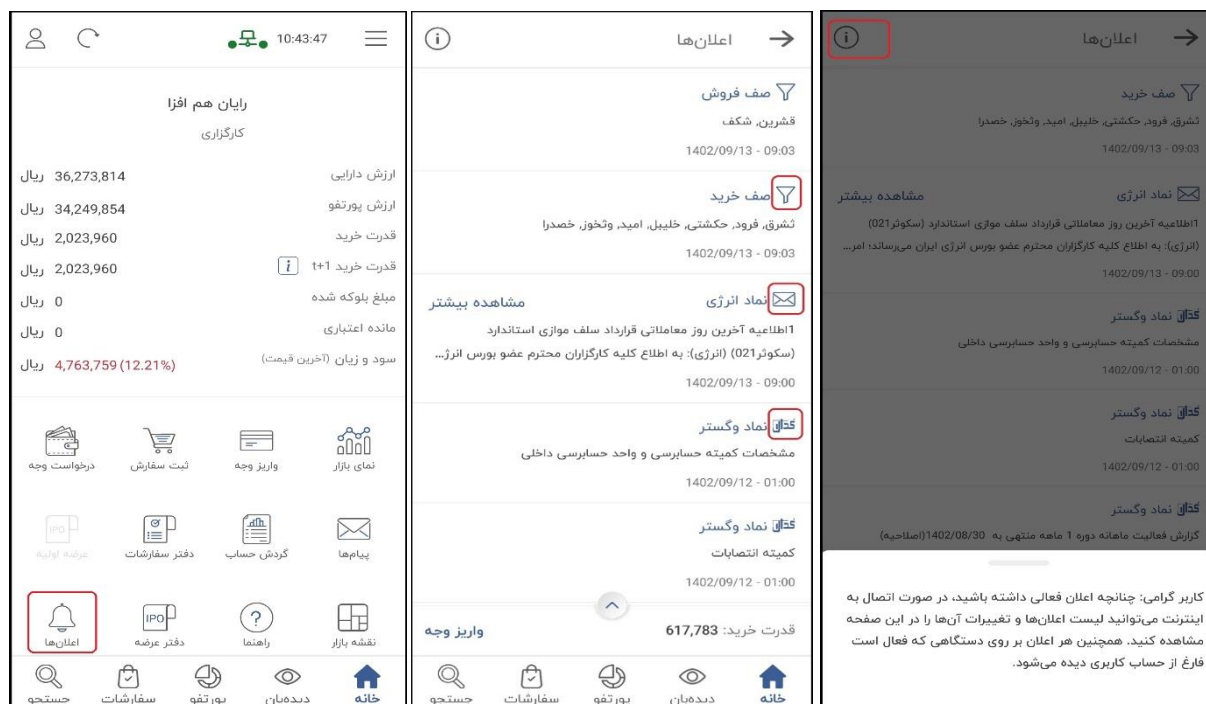 10:43:47
رایان هم افزا
کارگزاری
ارزش دارایی 36,273,814 ریال
ارزش پورتفو 34,249,854 ریال
قدرت خرید 2,023,960 ریال
قدرت خرید t+1 i 2,023,960 ریال
مبلغ بلوکه شده 0 ریال
مانده اعتباری 0 ریال
سود و زیان (آخرین قیمت) 4,763,759 (12.21%) ریال
نمای بازار واریز وجه ثبت سفارش درخواست وجه
پیام‌ها گردش حساب دفتر سفارشات عرضه اولیه
نقشه بازار راهنما دفتر عرضه اعلان‌ها
خانه دیده‌بان پورتفو سفارشات جستجو
اعلان‌ها
صف فروش
قشرین, شکف
1402/09/13 - 09:03
صف خرید
ثشرق, فرود, حکشتی, خلیبل, امید, وثخوز, خصدرا
1402/09/13 - 09:03
نماد انرژی مشاهده بیشتر
1اطلاعیه آخرین روز معاملاتی قرارداد سلف موازی استاندارد
(سکوثر021) (انرژی): به اطلاع کلیه کارگزاران محترم عضو بورس انرژ...
1402/09/13 - 09:00
کدال نماد وگستر
مشخصات کمیته حسابرسی و واحد حسابرسی داخلی
1402/09/12 - 01:00
کدال نماد وگستر
کمیته انتصابات
1402/09/12 - 01:00
قدرت خرید: 617,783 واریز وجه
خانه دیده‌بان پورتفو سفارشات جستجو
اعلان‌ها
صف خرید
ثشرق, فرود, حکشتی, خلیبل, امید, وثخوز, خصدرا
1402/09/13 - 09:03
نماد انرژی مشاهده بیشتر
1اطلاعیه آخرین روز معاملاتی قرارداد سلف موازی استاندارد (سکوثر021)
(انرژی): به اطلاع کلیه کارگزاران محترم عضو بورس انرژی ایران می‌رساند؛ امر...
1402/09/13 - 09:00
کدال نماد وگستر
مشخصات کمیته حسابرسی و واحد حسابرسی داخلی
1402/09/12 - 01:00
کدال نماد وگستر
کمیته انتصابات
1402/09/12 - 01:00
کدال نماد وگستر
گزارش فعالیت ماهانه دوره 1 ماهه منتهی به 1402/08/30(اصلاحیه)
کاربر گرامی: چنانچه اعلان فعالی داشته باشید، در صورت اتصال به
اینترنت می‌توانید لیست اعلان‌ها و تغییرات آن‌ها را در این صفحه
مشاهده کنید. همچنین هر اعلان بر روی دستگاهی که فعال است
فارغ از حساب کاربری دیده می‌شود.